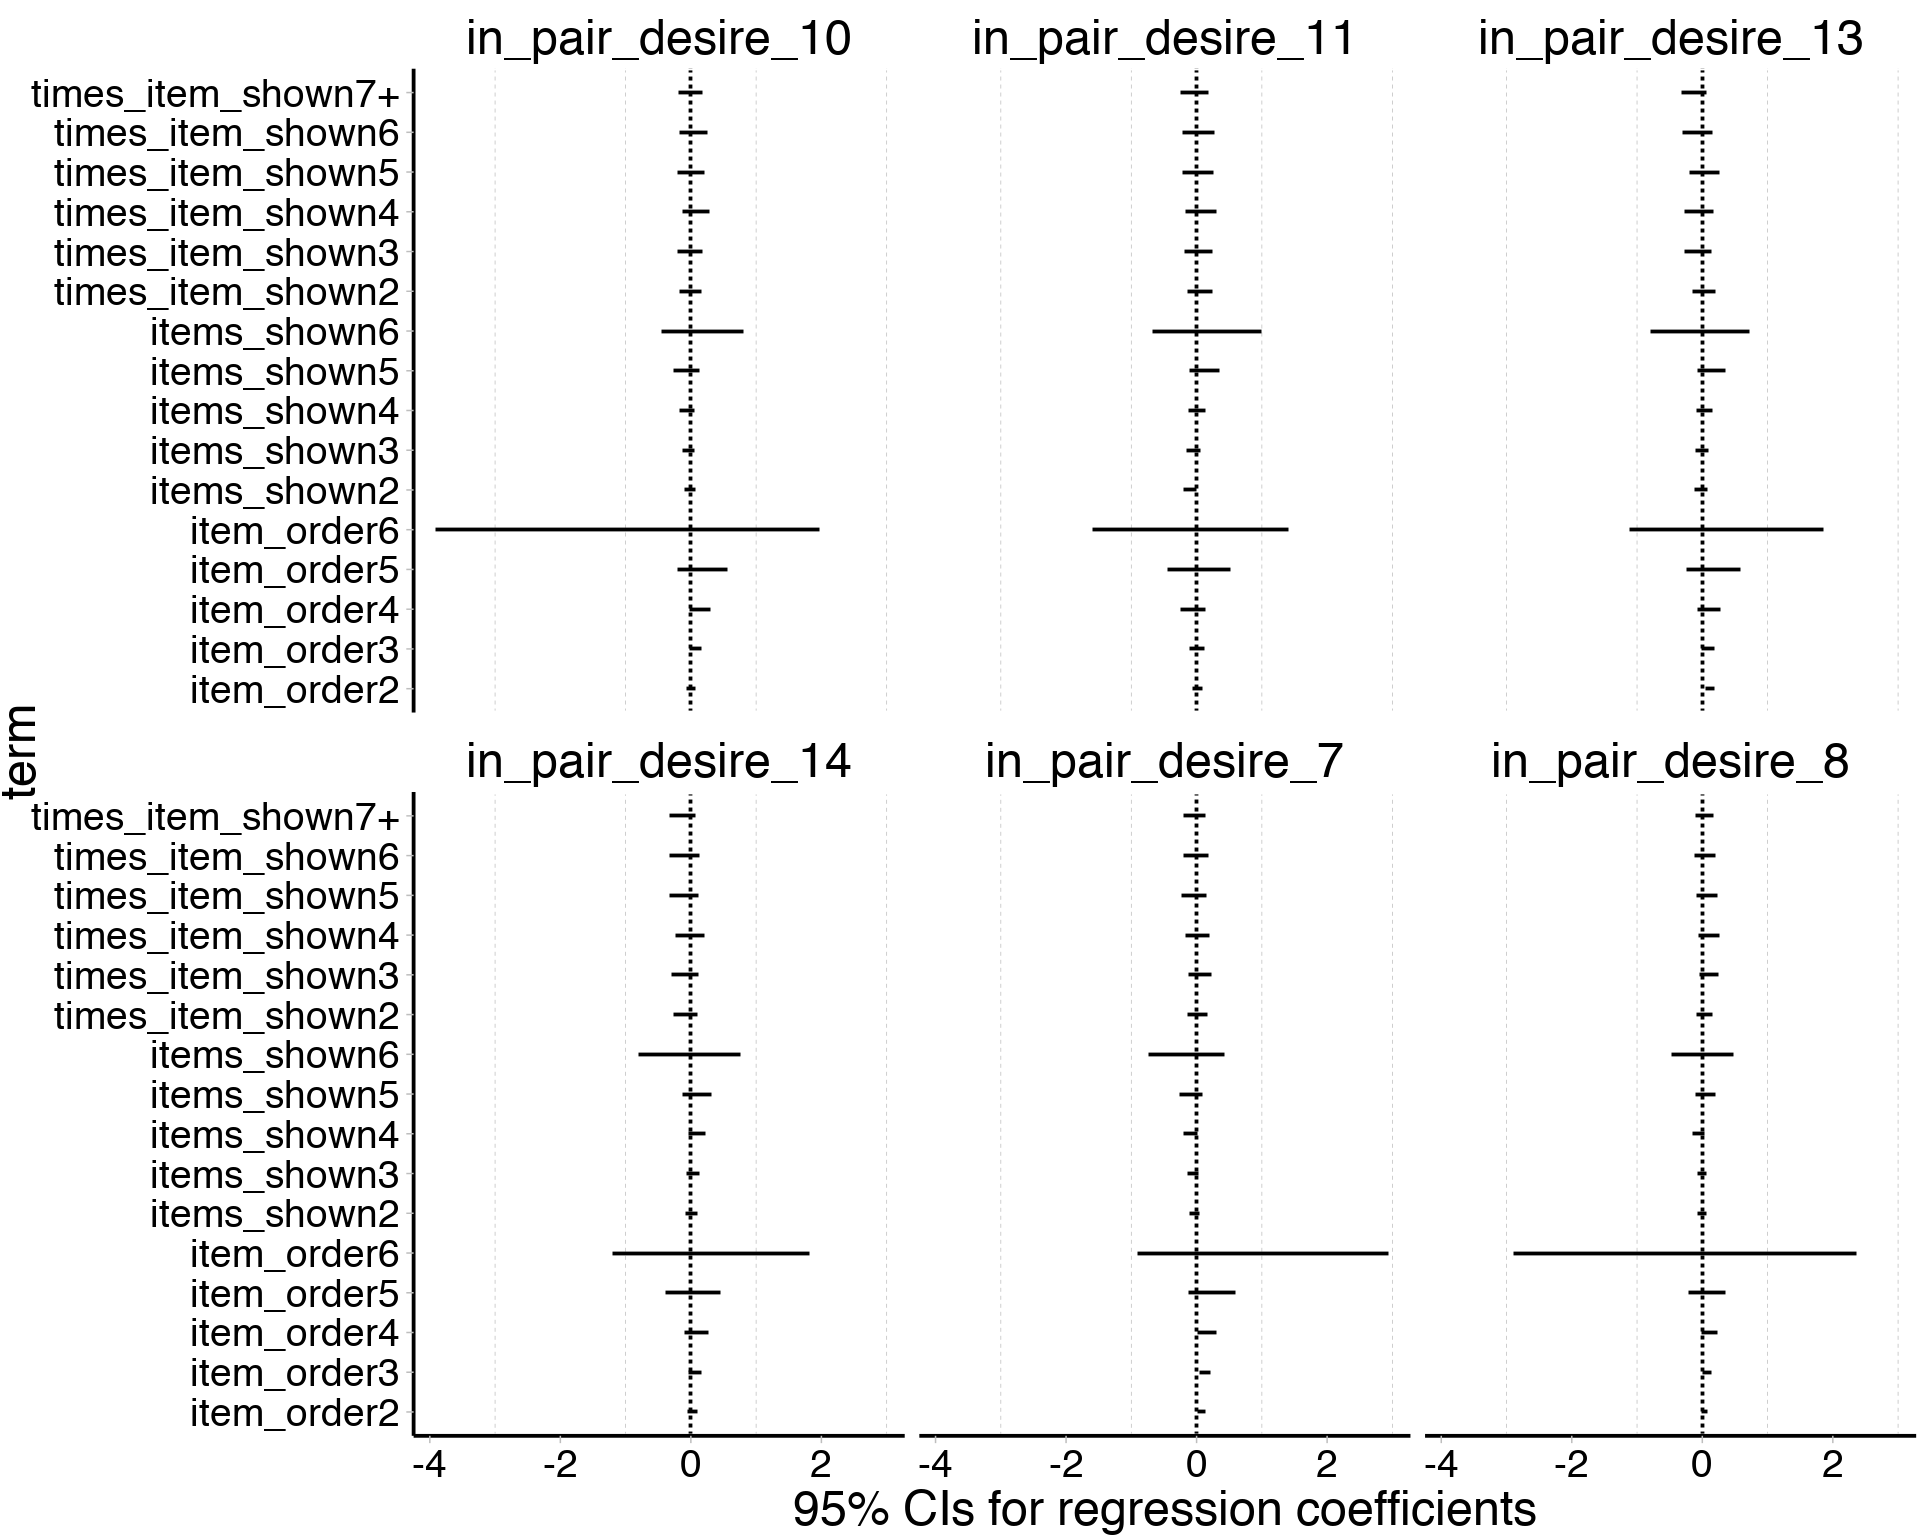 in_pair_desire_10 in_pair_desire_11 in_pair_desire_13
times_item_shown7+
times_item_shown6
times_item_shown5
times_item_shown4
times_item_shown3
times_item_shown2
items_shown6
items_shown5
items_shown4
items_shown3
items_shown2
item_order6
item_order5
item_order4
item_order3
item_order2
term
in_pair_desire_14 in_pair_desire_7 in_pair_desire_8
times_item_shown7+
times_item_shown6
times_item_shown5
times_item_shown4
times_item_shown3
times_item_shown2
items_shown6
items_shown5
items_shown4
items_shown3
items_shown2
item_order6
item_order5
item_order4
item_order3
item_order2
-4 -2 0 2 -4 -2 0 2 -4 -2 0 2
95% CIs for regression coefficients